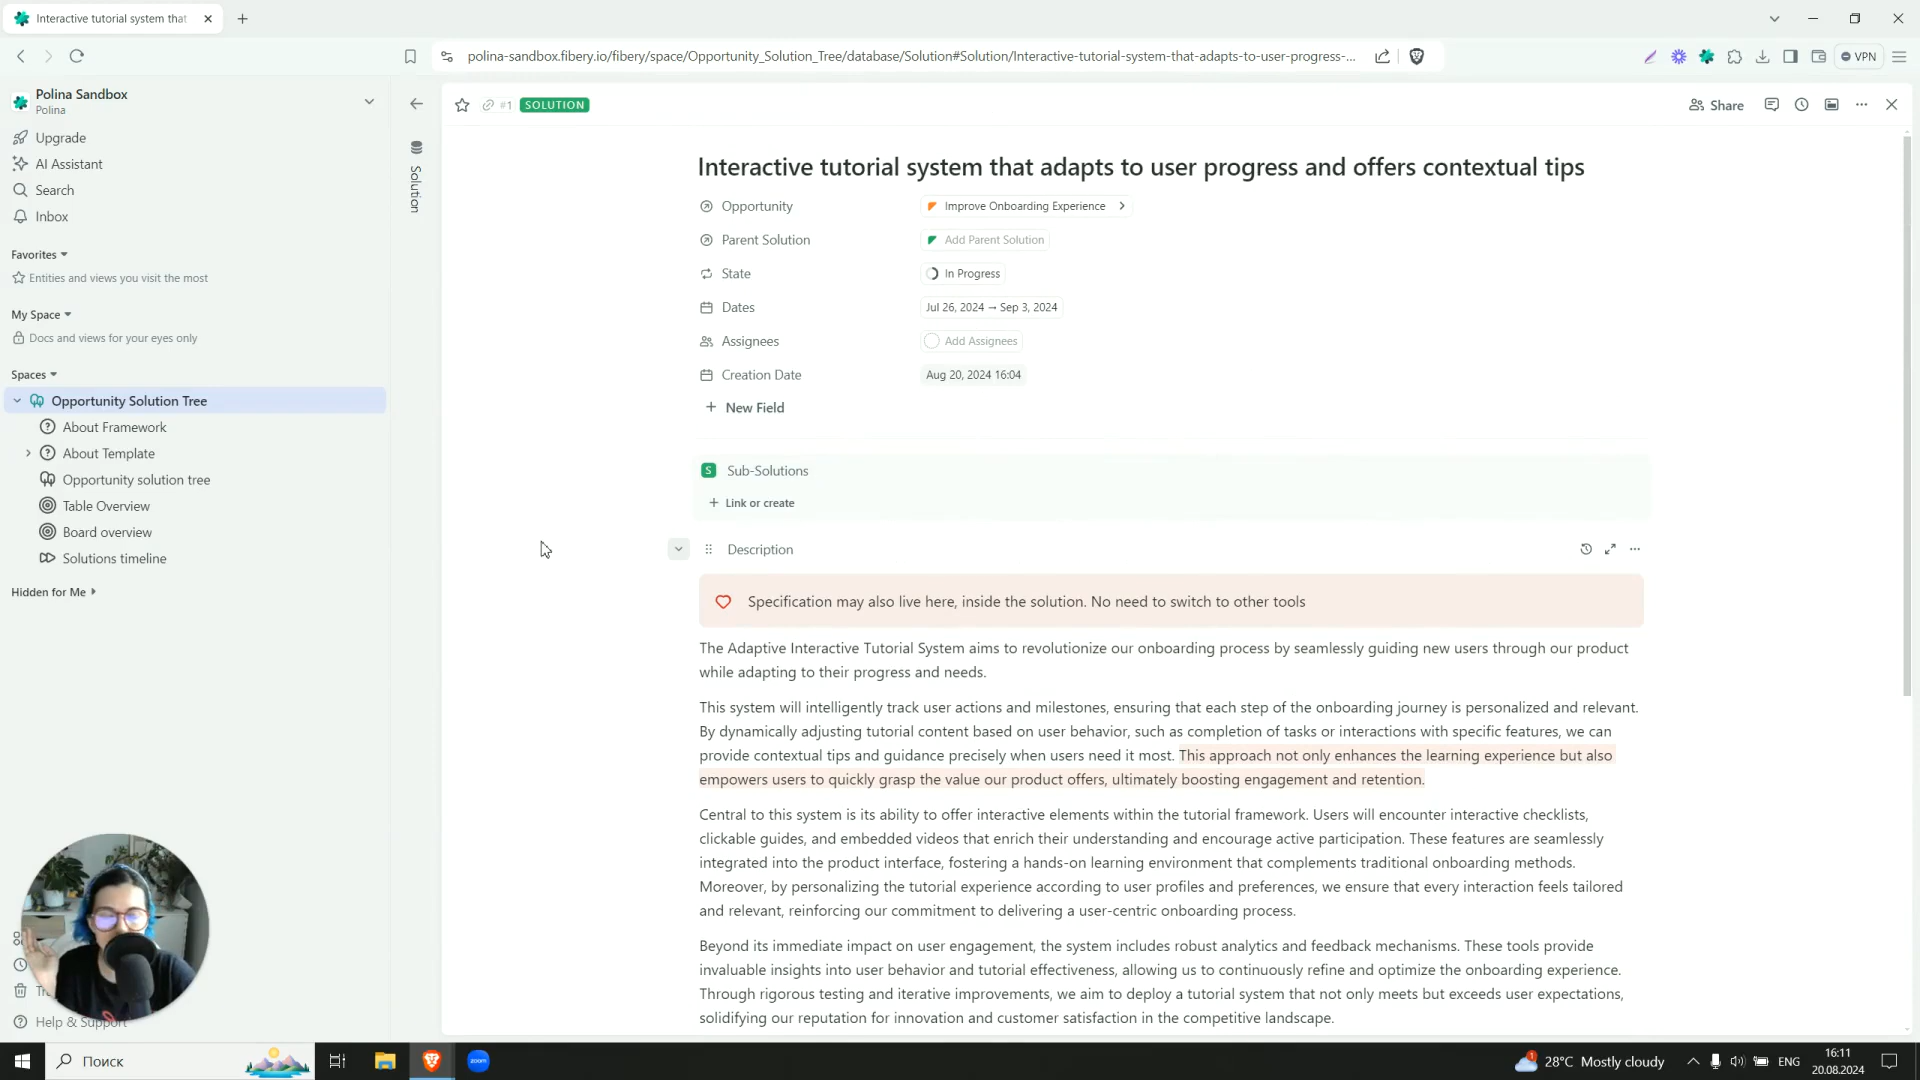 Interactive tutorial system that
polina-sandbox.fibery.io/fibery/space/Opportunity_Solution_Tree/database/Solution#Solution/Interactive-tutorial-system-that-adapts-to-user-progress-...
VPN
Polina Sandbox
Polina
Upgrade
AI Assistant
Search
Inbox
Favorites
Entities and views you visit the most
My Space
Docs and views for your eyes only
Spaces
Opportunity Solution Tree
About Framework
About Template
Opportunity solution tree
Table Overview
Board overview
Solutions timeline
Hidden for Me
Help & Support
Solution
#1 SOLUTION
Share
Interactive tutorial system that adapts to user progress and offers contextual tips
Opportunity Improve Onboarding Experience
Parent Solution Add Parent Solution
State In Progress
Dates Jul 26, 2024 → Sep 3, 2024
Assignees Add Assignees
Creation Date Aug 20, 2024 16:04
+ New Field
S Sub-Solutions
+ Link or create
Description
Specification may also live here, inside the solution. No need to switch to other tools
The Adaptive Interactive Tutorial System aims to revolutionize our onboarding process by seamlessly guiding new users through our product
while adapting to their progress and needs.
This system will intelligently track user actions and milestones, ensuring that each step of the onboarding journey is personalized and relevant.
By dynamically adjusting tutorial content based on user behavior, such as completion of tasks or interactions with specific features, we can
provide contextual tips and guidance precisely when users need it most. This approach not only enhances the learning experience but also
empowers users to quickly grasp the value our product offers, ultimately boosting engagement and retention.
Central to this system is its ability to offer interactive elements within the tutorial framework. Users will encounter interactive checklists,
clickable guides, and embedded videos that enrich their understanding and encourage active participation. These features are seamlessly
integrated into the product interface, fostering a hands-on learning environment that complements traditional onboarding methods.
Moreover, by personalizing the tutorial experience according to user profiles and preferences, we ensure that every interaction feels tailored
and relevant, reinforcing our commitment to delivering a user-centric onboarding process.
Beyond its immediate impact on user engagement, the system includes robust analytics and feedback mechanisms. These tools provide
invaluable insights into user behavior and tutorial effectiveness, allowing us to continuously refine and optimize the onboarding experience.
Through rigorous testing and iterative improvements, we aim to deploy a tutorial system that not only meets but exceeds user expectations,
solidifying our reputation for innovation and customer satisfaction in the competitive landscape.
Поиск
zoom
1
28°C Mostly cloudy
ENG
16:11
20.08.2024